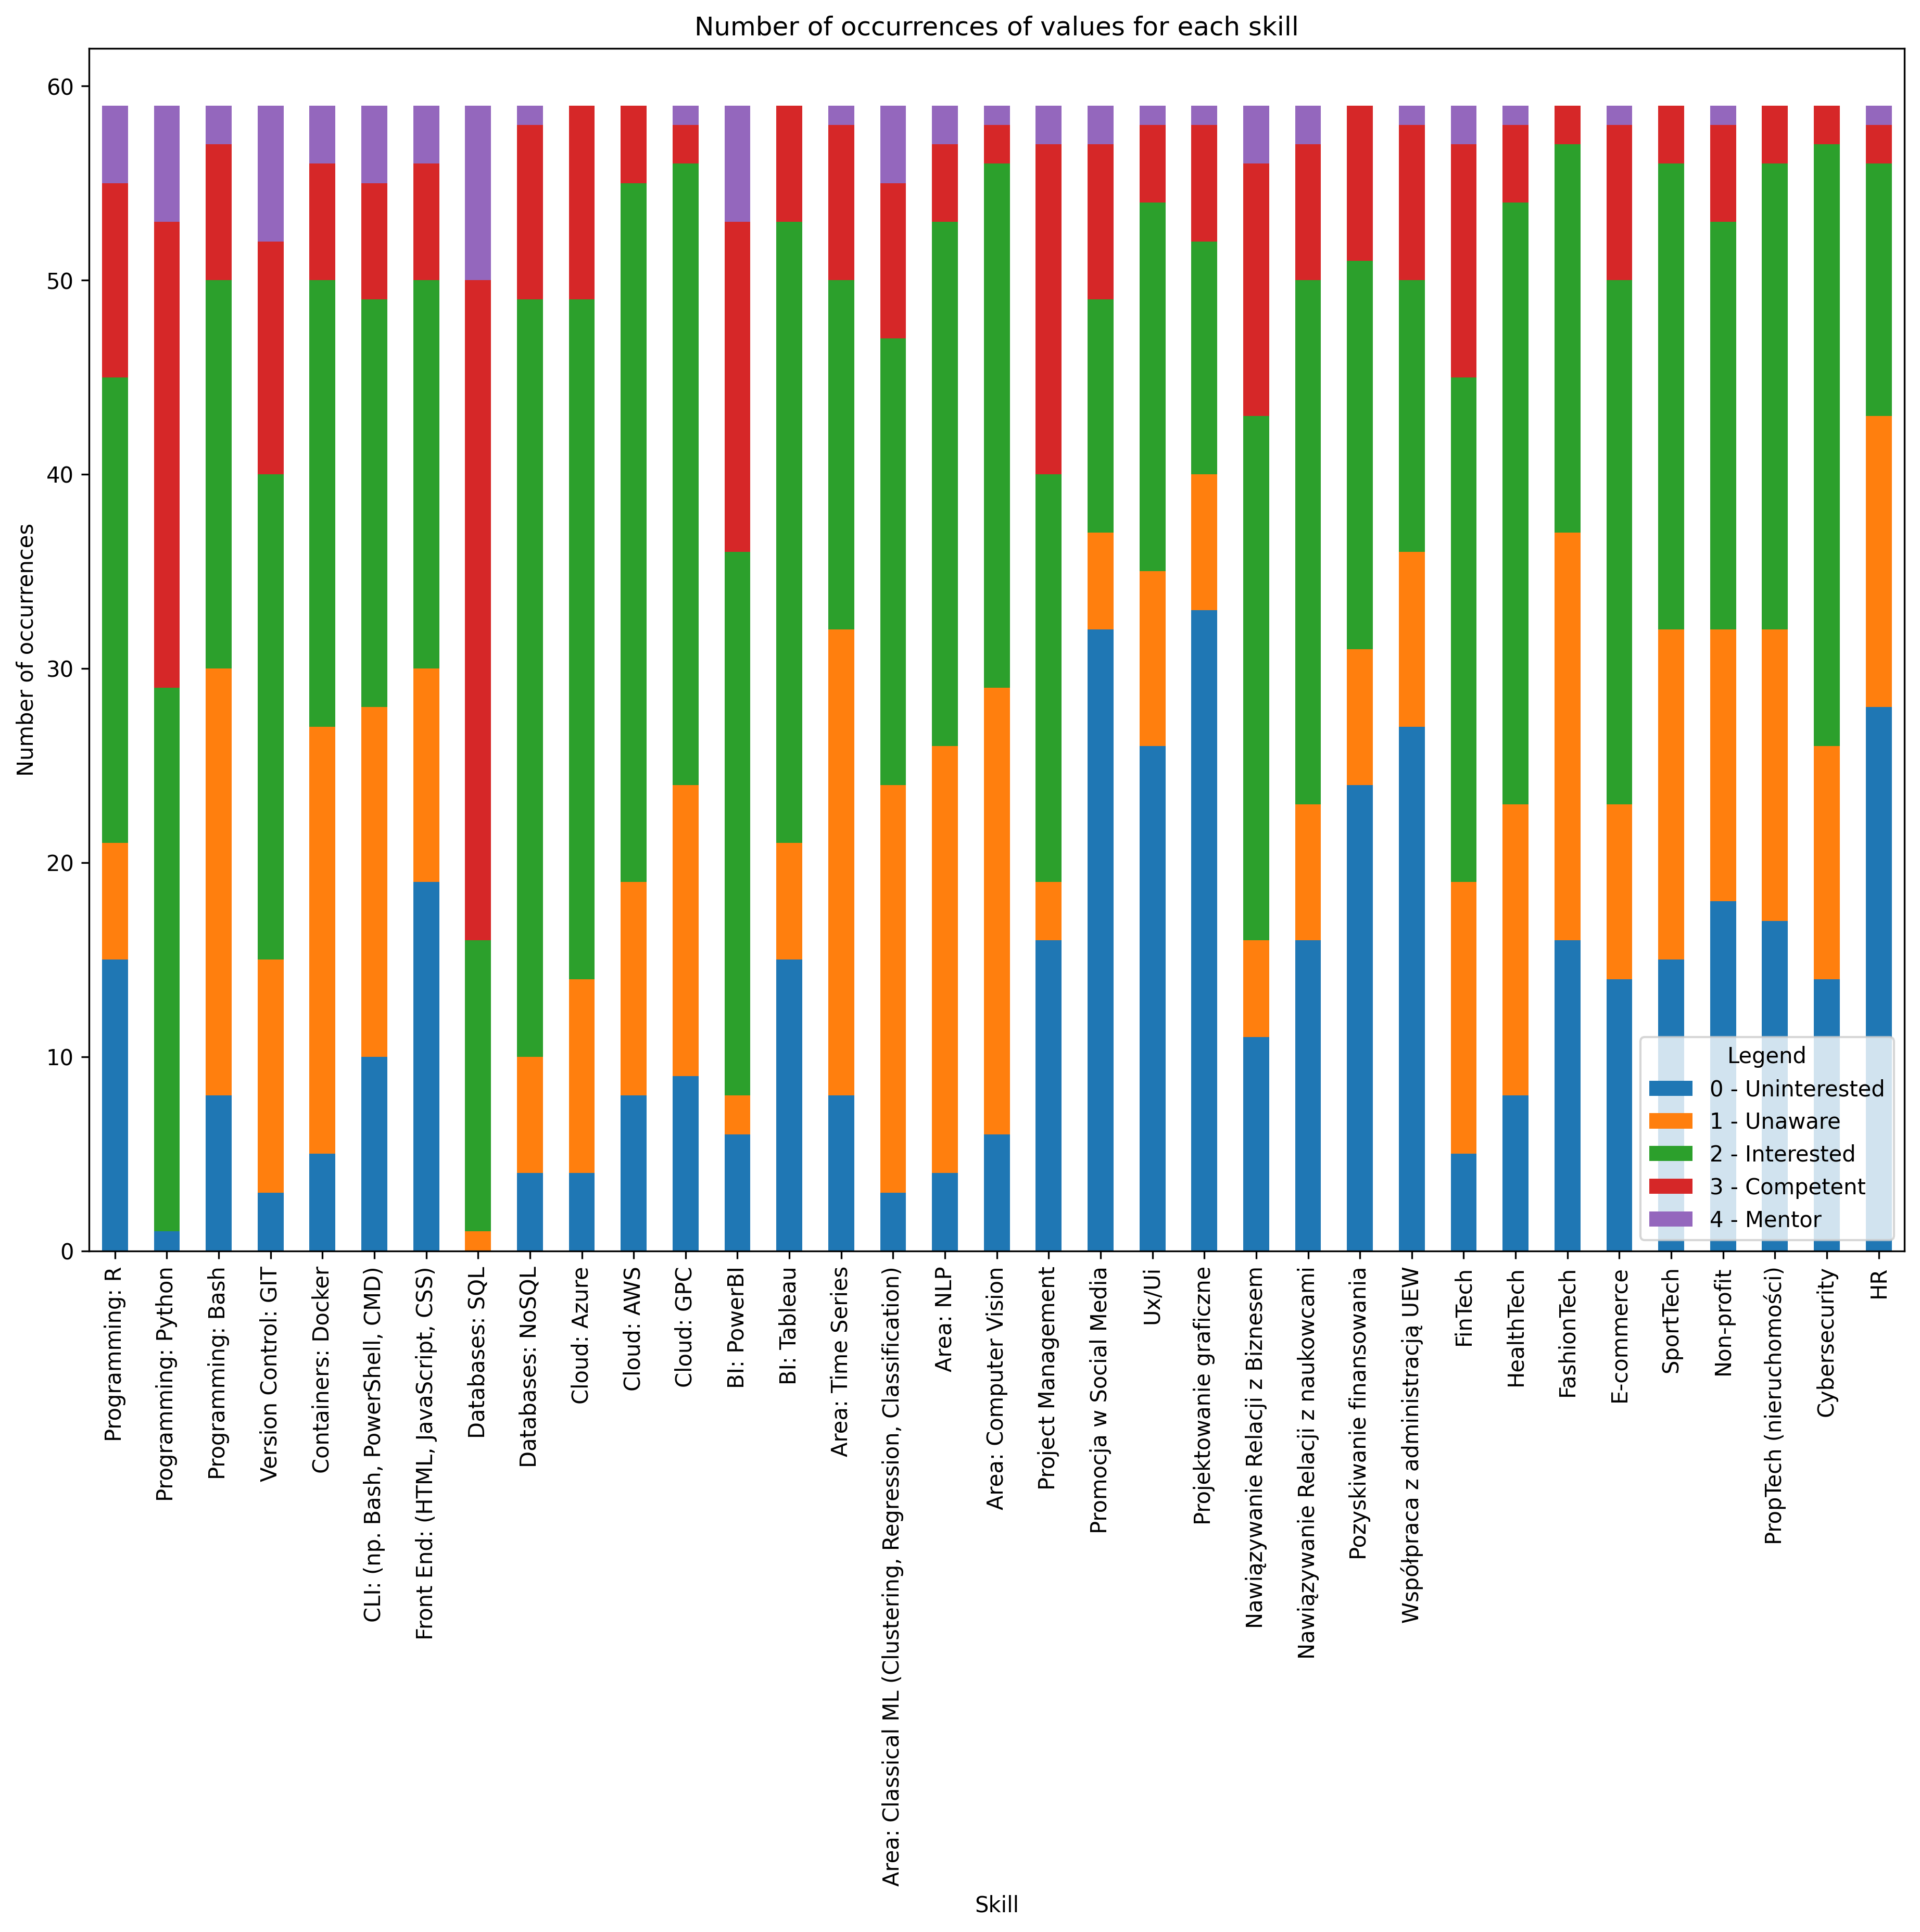 Number of occurrences of values for each skill
Number of occurrences
60
50
40
30
20
10
0
Legend
0 - Uninterested
1 - Unaware
2 - Interested
3 - Competent
4 - Mentor
Programming: R
Programming: Python
Programming: Bash
Version Control: GIT
Containers: Docker
CLI: (np. Bash, PowerShell, CMD)
Front End: (HTML, JavaScript, CSS)
Databases: SQL
Databases: NoSQL
Cloud: Azure
Cloud: AWS
Cloud: GPC
BI: PowerBI
BI: Tableau
Area: Time Series
Area: Classical ML (Clustering, Regression, Classification)
Area: NLP
Area: Computer Vision
Project Management
Promocja w Social Media
Ux/Ui
Projektowanie graficzne
Nawiązywanie Relacji z Biznesem
Nawiązywanie Relacji z naukowcami
Pozyskiwanie finansowania
Współpraca z administracją UEW
FinTech
HealthTech
FashionTech
E-commerce
SportTech
Non-profit
PropTech (nieruchomości)
Cybersecurity
HR
Skill